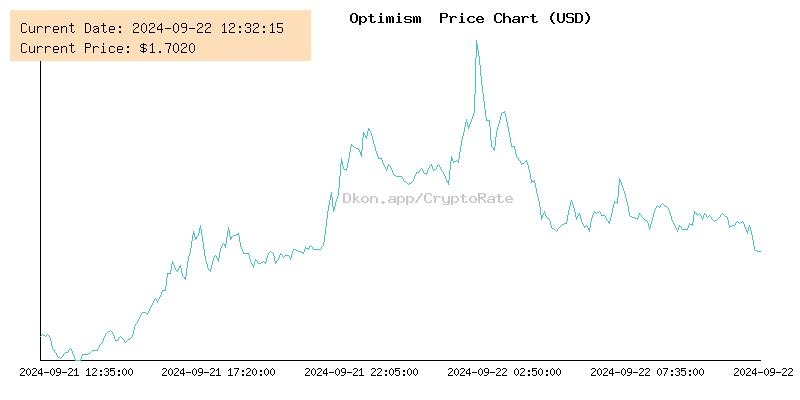 Optimism  Price Chart (USD)
Current Date: 2024-09-22 12:32:15
Current Price: $1.7020
Dkon.app/CryptoRate
2024-09-21 12:35:00 2024-09-21 17:20:00 2024-09-21 22:05:00 2024-09-22 02:50:00 2024-09-22 07:35:00 2024-09-22